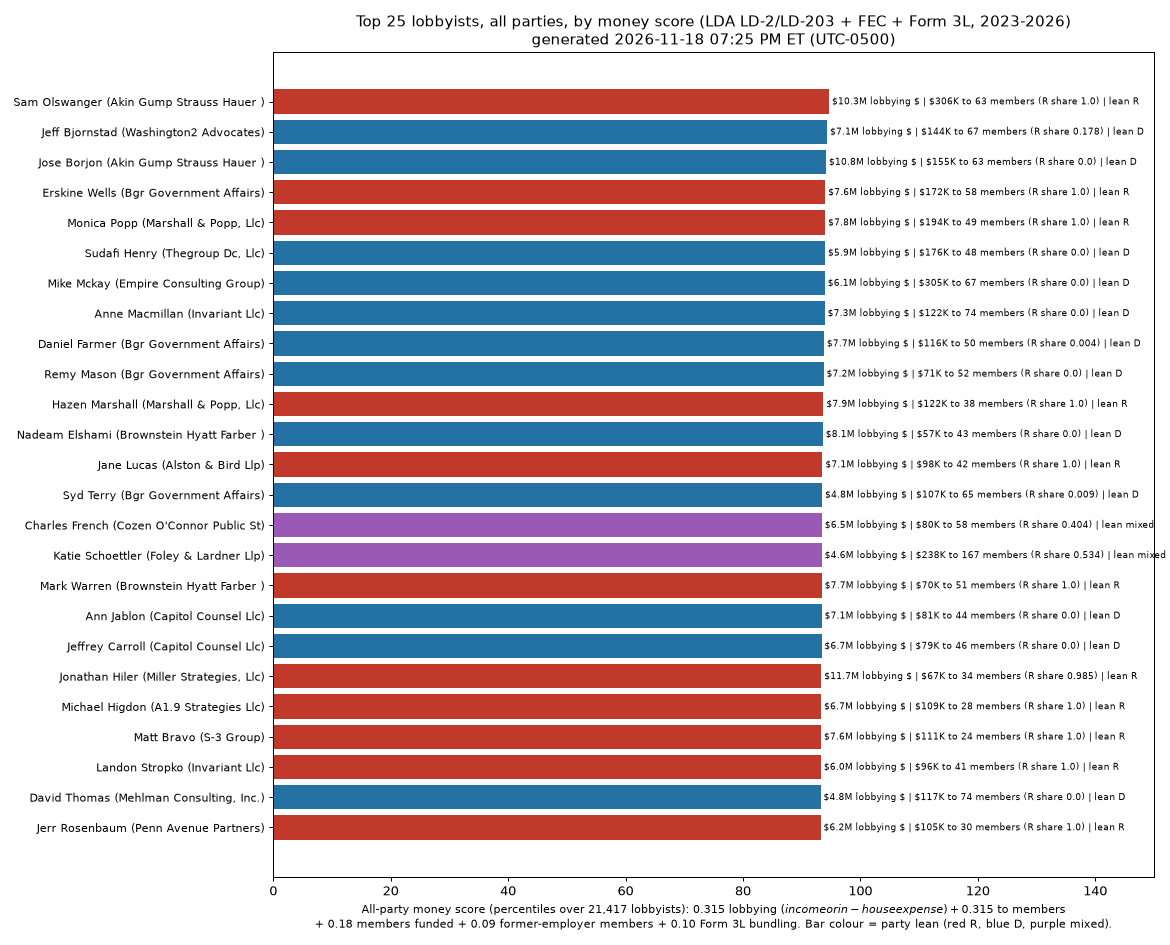 Top 25 lobbyists, all parties, by money score (LDA LD-2/LD-203 + FEC + Form 3L, 2023-2026)
generated 2026-11-18 07:25 PM ET (UTC-0500)
Sam Olswanger (Akin Gump Strauss Hauer ) $10.3M lobbying $ | $306K to 63 members (R share 1.0) | lean R
Jeff Bjornstad (Washington2 Advocates) $7.1M lobbying $ | $144K to 67 members (R share 0.178) | lean D
Jose Borjon (Akin Gump Strauss Hauer ) $10.8M lobbying $ | $155K to 63 members (R share 0.0) | lean D
Erskine Wells (Bgr Government Affairs) $7.6M lobbying $ | $172K to 58 members (R share 1.0) | lean R
Monica Popp (Marshall & Popp, Llc) $7.8M lobbying $ | $194K to 49 members (R share 1.0) | lean R
Sudafi Henry (Thegroup Dc, Llc) $5.9M lobbying $ | $176K to 48 members (R share 0.0) | lean D
Mike Mckay (Empire Consulting Group) $6.1M lobbying $ | $305K to 67 members (R share 0.0) | lean D
Anne Macmillan (Invariant Llc) $7.3M lobbying $ | $122K to 74 members (R share 0.0) | lean D
Daniel Farmer (Bgr Government Affairs) $7.7M lobbying $ | $116K to 50 members (R share 0.004) | lean D
Remy Mason (Bgr Government Affairs) $7.2M lobbying $ | $71K to 52 members (R share 0.0) | lean D
Hazen Marshall (Marshall & Popp, Llc) $7.9M lobbying $ | $122K to 38 members (R share 1.0) | lean R
Nadeam Elshami (Brownstein Hyatt Farber ) $8.1M lobbying $ | $57K to 43 members (R share 0.0) | lean D
Jane Lucas (Alston & Bird Llp) $7.1M lobbying $ | $98K to 42 members (R share 1.0) | lean R
Syd Terry (Bgr Government Affairs) $4.8M lobbying $ | $107K to 65 members (R share 0.009) | lean D
Charles French (Cozen O'Connor Public St) $6.5M lobbying $ | $80K to 58 members (R share 0.404) | lean mixed
Katie Schoettler (Foley & Lardner Llp) $4.6M lobbying $ | $238K to 167 members (R share 0.534) | lean mixed
Mark Warren (Brownstein Hyatt Farber ) $7.7M lobbying $ | $70K to 51 members (R share 1.0) | lean R
Ann Jablon (Capitol Counsel Llc) $7.1M lobbying $ | $81K to 44 members (R share 0.0) | lean D
Jeffrey Carroll (Capitol Counsel Llc) $6.7M lobbying $ | $79K to 46 members (R share 0.0) | lean D
Jonathan Hiler (Miller Strategies, Llc) $11.7M lobbying $ | $67K to 34 members (R share 0.985) | lean R
Michael Higdon (A1.9 Strategies Llc) $6.7M lobbying $ | $109K to 28 members (R share 1.0) | lean R
Matt Bravo (S-3 Group) $7.6M lobbying $ | $111K to 24 members (R share 1.0) | lean R
Landon Stropko (Invariant Llc) $6.0M lobbying $ | $96K to 41 members (R share 1.0) | lean R
David Thomas (Mehlman Consulting, Inc.) $4.8M lobbying $ | $117K to 74 members (R share 0.0) | lean D
Jerr Rosenbaum (Penn Avenue Partners) $6.2M lobbying $ | $105K to 30 members (R share 1.0) | lean R
0 20 40 60 80 100 120 140
All-party money score (percentiles over 21,417 lobbyists): 0.315 lobbying (incomeorin−houseexpense)+0.315 to members
+ 0.18 members funded + 0.09 former-employer members + 0.10 Form 3L bundling. Bar colour = party lean (red R, blue D, purple mixed).